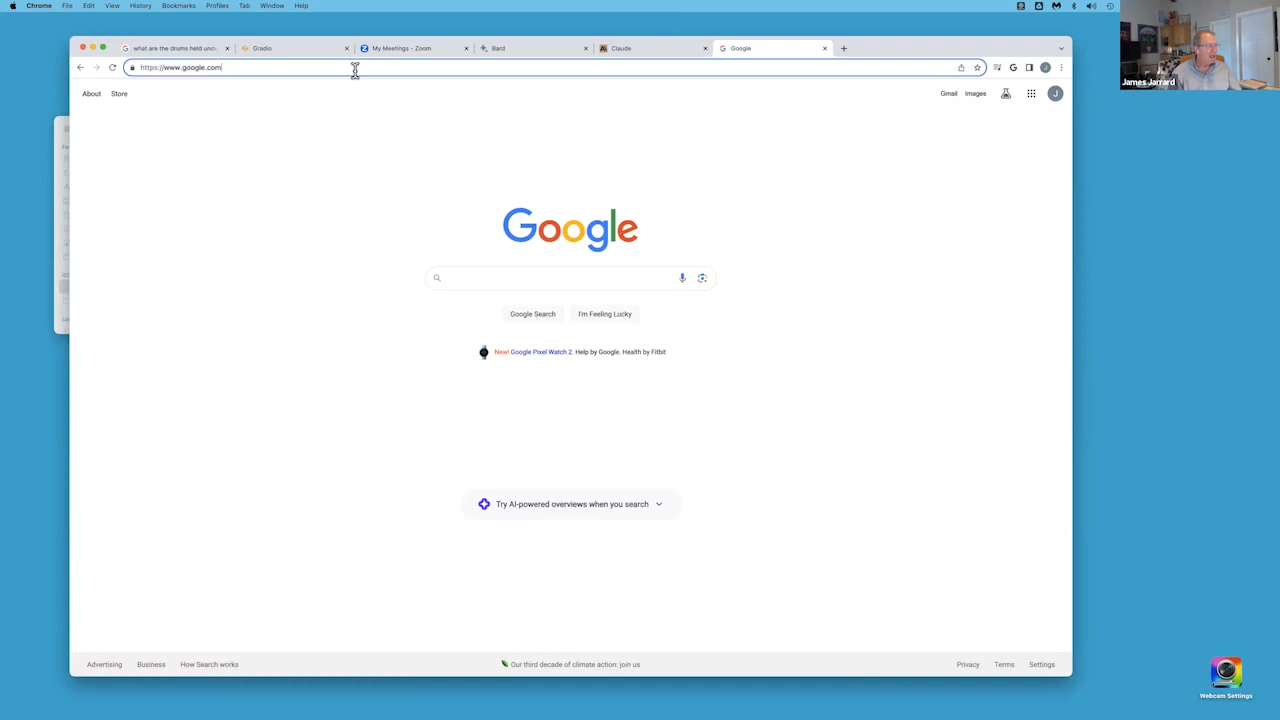 Chrome File Edit View History Bookmarks Profiles Tab Window Help
James Jarrard
what are the drums held und
Gradio
My Meetings - Zoom
Bard
Claude
Google
https://www.google.com
About Store
Gmail Images
J
Google
Google Search I'm Feeling Lucky
New! Google Pixel Watch 2. Help by Google. Health by Fitbit
Try AI-powered overviews when you search
Advertising Business How Search works
Our third decade of climate action: join us
Privacy Terms Settings
Webcam Settings